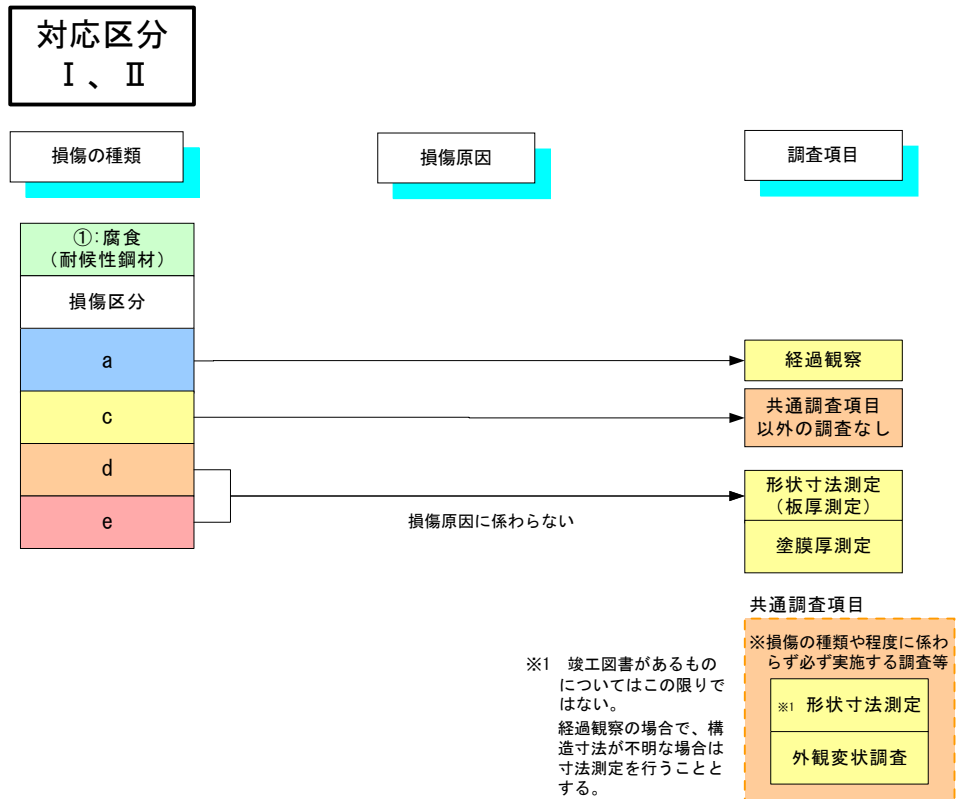 対応区分
Ⅰ、Ⅱ
損傷の種類
損傷原因
調査項目
①:腐食
（耐候性鋼材）
損傷区分
a
経過観察
c
共通調査項目
以外の調査なし
d
e
損傷原因に係わらない
形状寸法測定
（板厚測定）
塗膜厚測定
共通調査項目
※損傷の種類や程度に係わ
らず必ず実施する調査等
※1 形状寸法測定
外観変状調査
※1　竣工図書があるもの
についてはこの限りで
はない。
経過観察の場合で、構
造寸法が不明な場合は
寸法測定を行うことと
する。